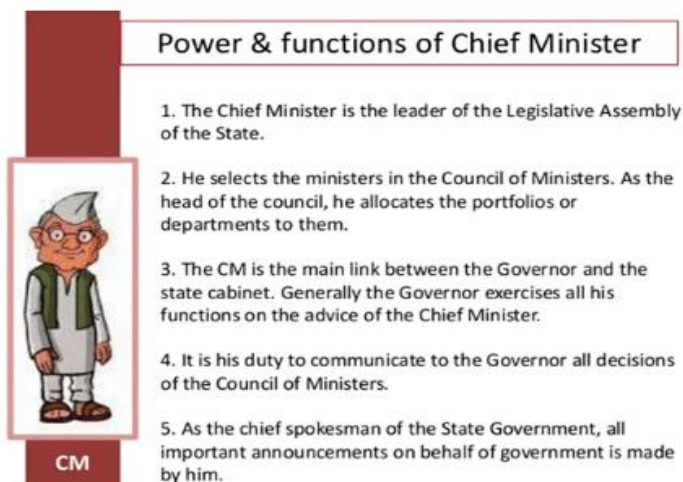 Power & functions of Chief Minister
1. The Chief Minister is the leader of the Legislative Assembly
of the State.
2. He selects the ministers in the Council of Ministers. As the
head of the council, he allocates the portfolios or
departments to them.
3. The CM is the main link between the Governor and the
state cabinet. Generally the Governor exercises all his
functions on the advice of the Chief Minister.
4. It is his duty to communicate to the Governor all decisions
of the Council of Ministers.
5. As the chief spokesman of the State Government, all
important announcements on behalf of government is made
by him.
CM